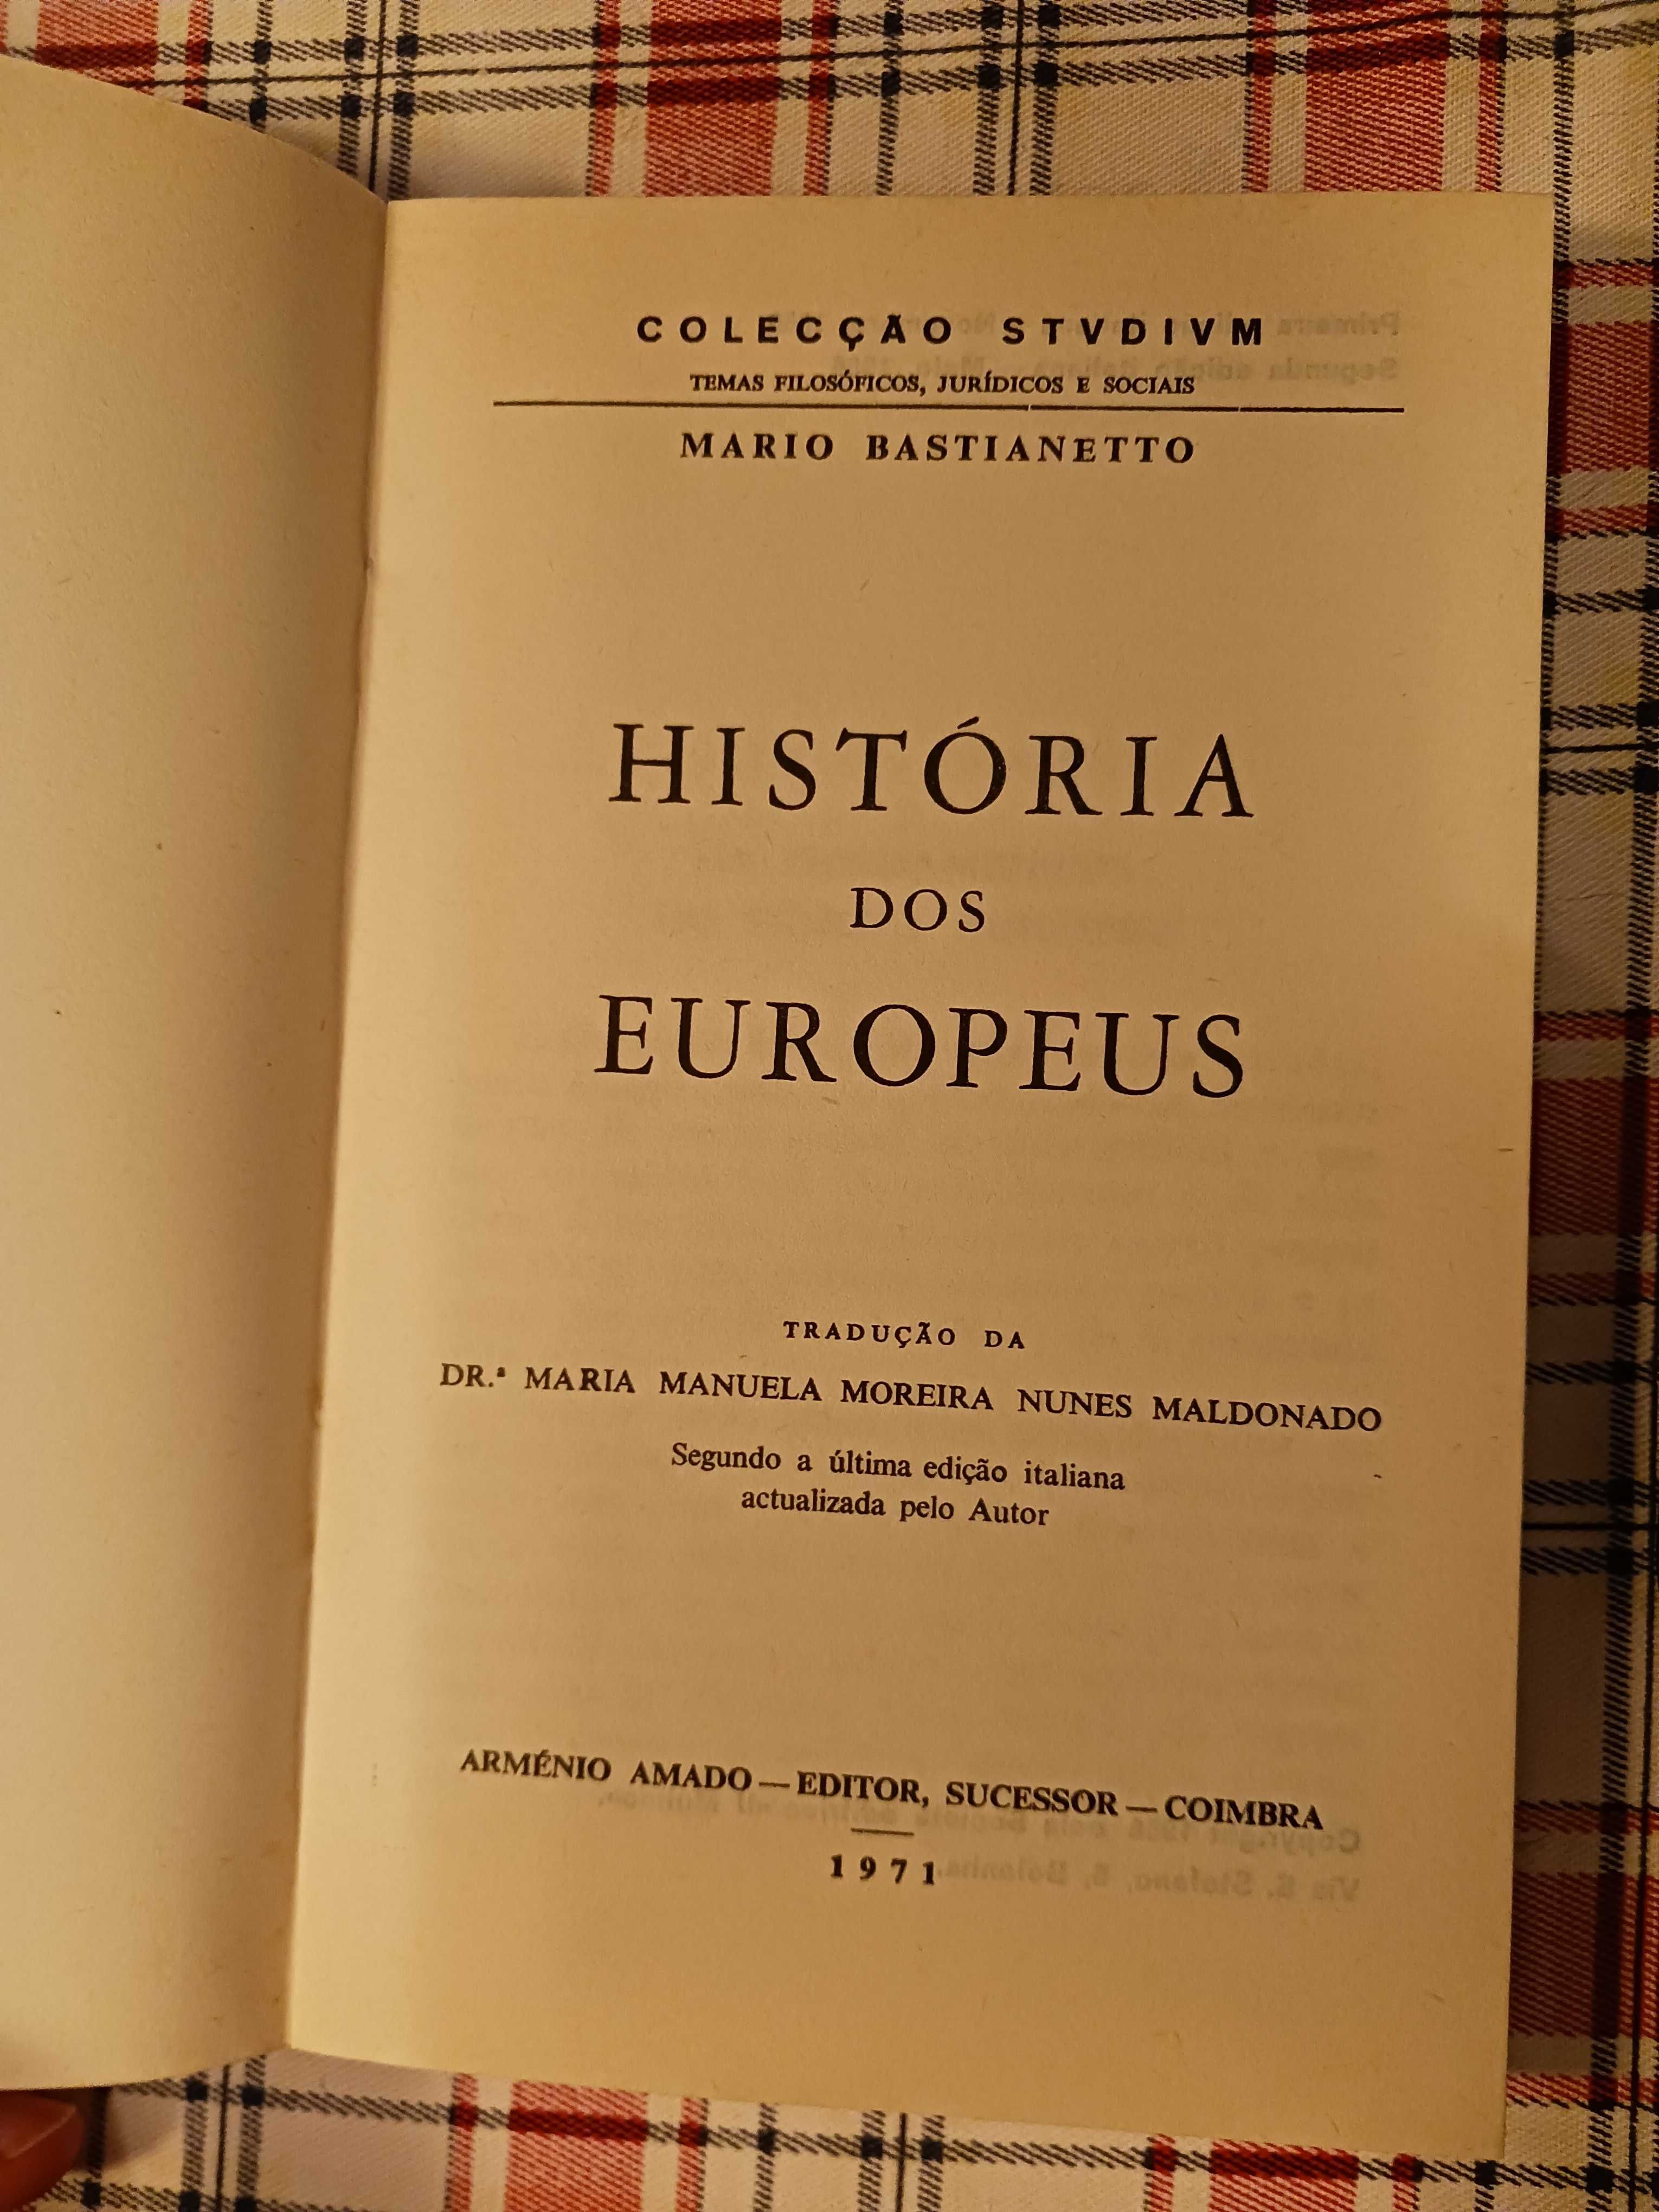 COLECÇÃO STVDIVM
TEMAS FILOSÓFICOS, JURÍDICOS E SOCIAIS
MARIO BASTIANETTO
HISTÓRIA
DOS
EUROPEUS
TRADUÇÃO DA
DR.ª MARIA MANUELA MOREIRA NUNES MALDONADO
Segundo a última edição italiana
actualizada pelo Autor
ARMÉNIO AMADO — EDITOR, SUCESSOR — COIMBRA
1971